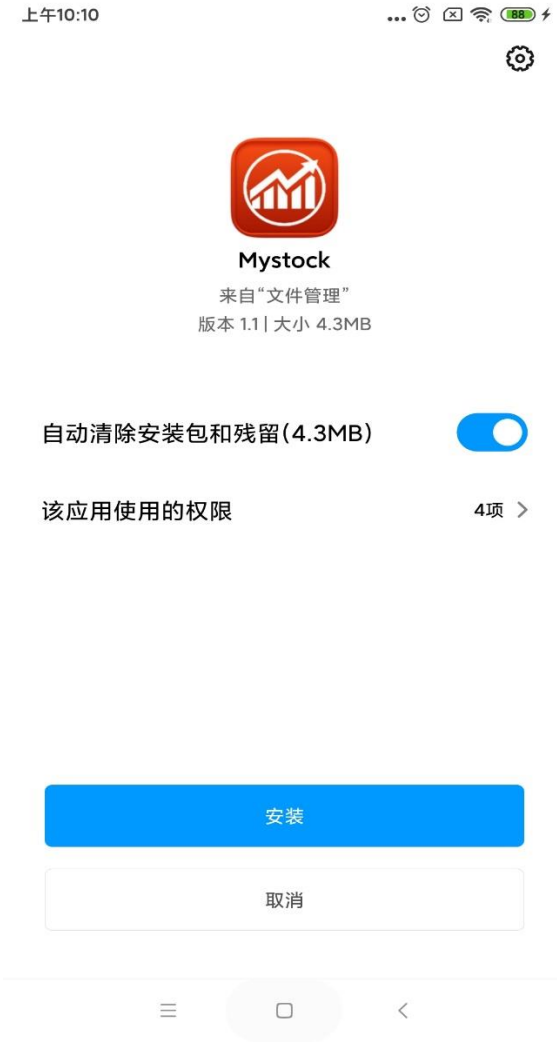 上午10:10
88
Mystock
来自“文件管理”
版本 1.1 | 大小 4.3MB
自动清除安装包和残留(4.3MB)
该应用使用的权限 4项
安装
取消